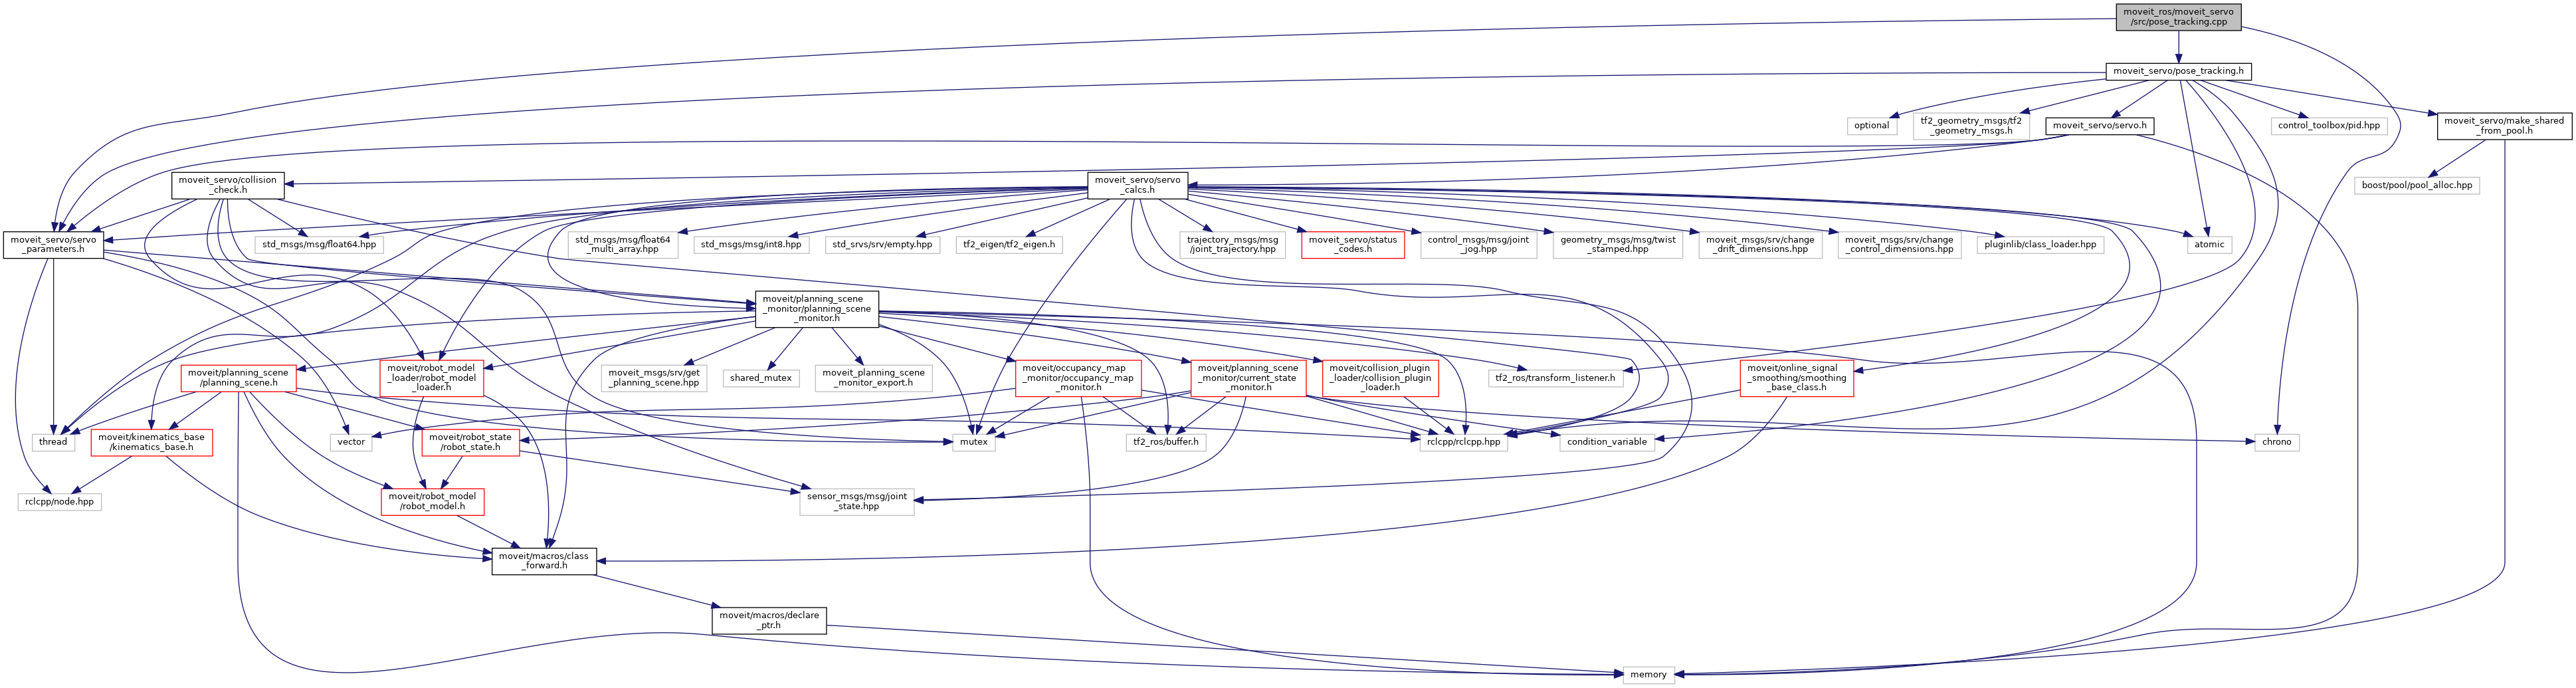 moveit_ros/moveit_servo
/src/pose_tracking.cpp
moveit_servo/pose_tracking.h
optional
tf2_geometry_msgs/tf2
_geometry_msgs.h
moveit_servo/servo.h
control_toolbox/pid.hpp
moveit_servo/make_shared
_from_pool.h
moveit_servo/collision
_check.h
moveit_servo/servo
_calcs.h
boost/pool/pool_alloc.hpp
moveit_servo/servo
_parameters.h
std_msgs/msg/float64.hpp
std_msgs/msg/float64
_multi_array.hpp
std_msgs/msg/int8.hpp
std_srvs/srv/empty.hpp
tf2_eigen/tf2_eigen.h
trajectory_msgs/msg
/joint_trajectory.hpp
moveit_servo/status
_codes.h
control_msgs/msg/joint
_jog.hpp
geometry_msgs/msg/twist
_stamped.hpp
moveit_msgs/srv/change
_drift_dimensions.hpp
moveit_msgs/srv/change
_control_dimensions.hpp
pluginlib/class_loader.hpp
atomic
moveit/planning_scene
_monitor/planning_scene
_monitor.h
moveit/planning_scene
/planning_scene.h
moveit/robot_model
_loader/robot_model
_loader.h
moveit_msgs/srv/get
_planning_scene.hpp
shared_mutex
moveit_planning_scene
_monitor_export.h
moveit/occupancy_map
_monitor/occupancy_map
_monitor.h
moveit/planning_scene
_monitor/current_state
_monitor.h
moveit/collision_plugin
_loader/collision_plugin
_loader.h
tf2_ros/transform_listener.h
moveit/online_signal
_smoothing/smoothing
_base_class.h
thread
moveit/kinematics_base
/kinematics_base.h
vector
moveit/robot_state
/robot_state.h
mutex
tf2_ros/buffer.h
rclcpp/rclcpp.hpp
condition_variable
chrono
rclcpp/node.hpp
moveit/robot_model
/robot_model.h
sensor_msgs/msg/joint
_state.hpp
moveit/macros/class
_forward.h
moveit/macros/declare
_ptr.h
memory